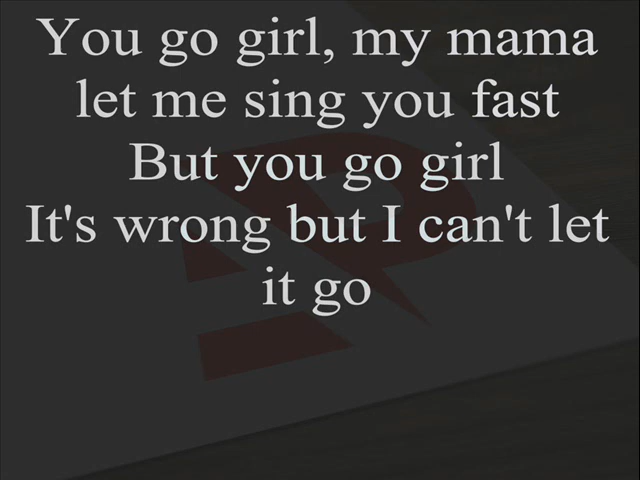 You go girl, my mama
let me sing you fast
But you go girl
It's wrong but I can't let
it go